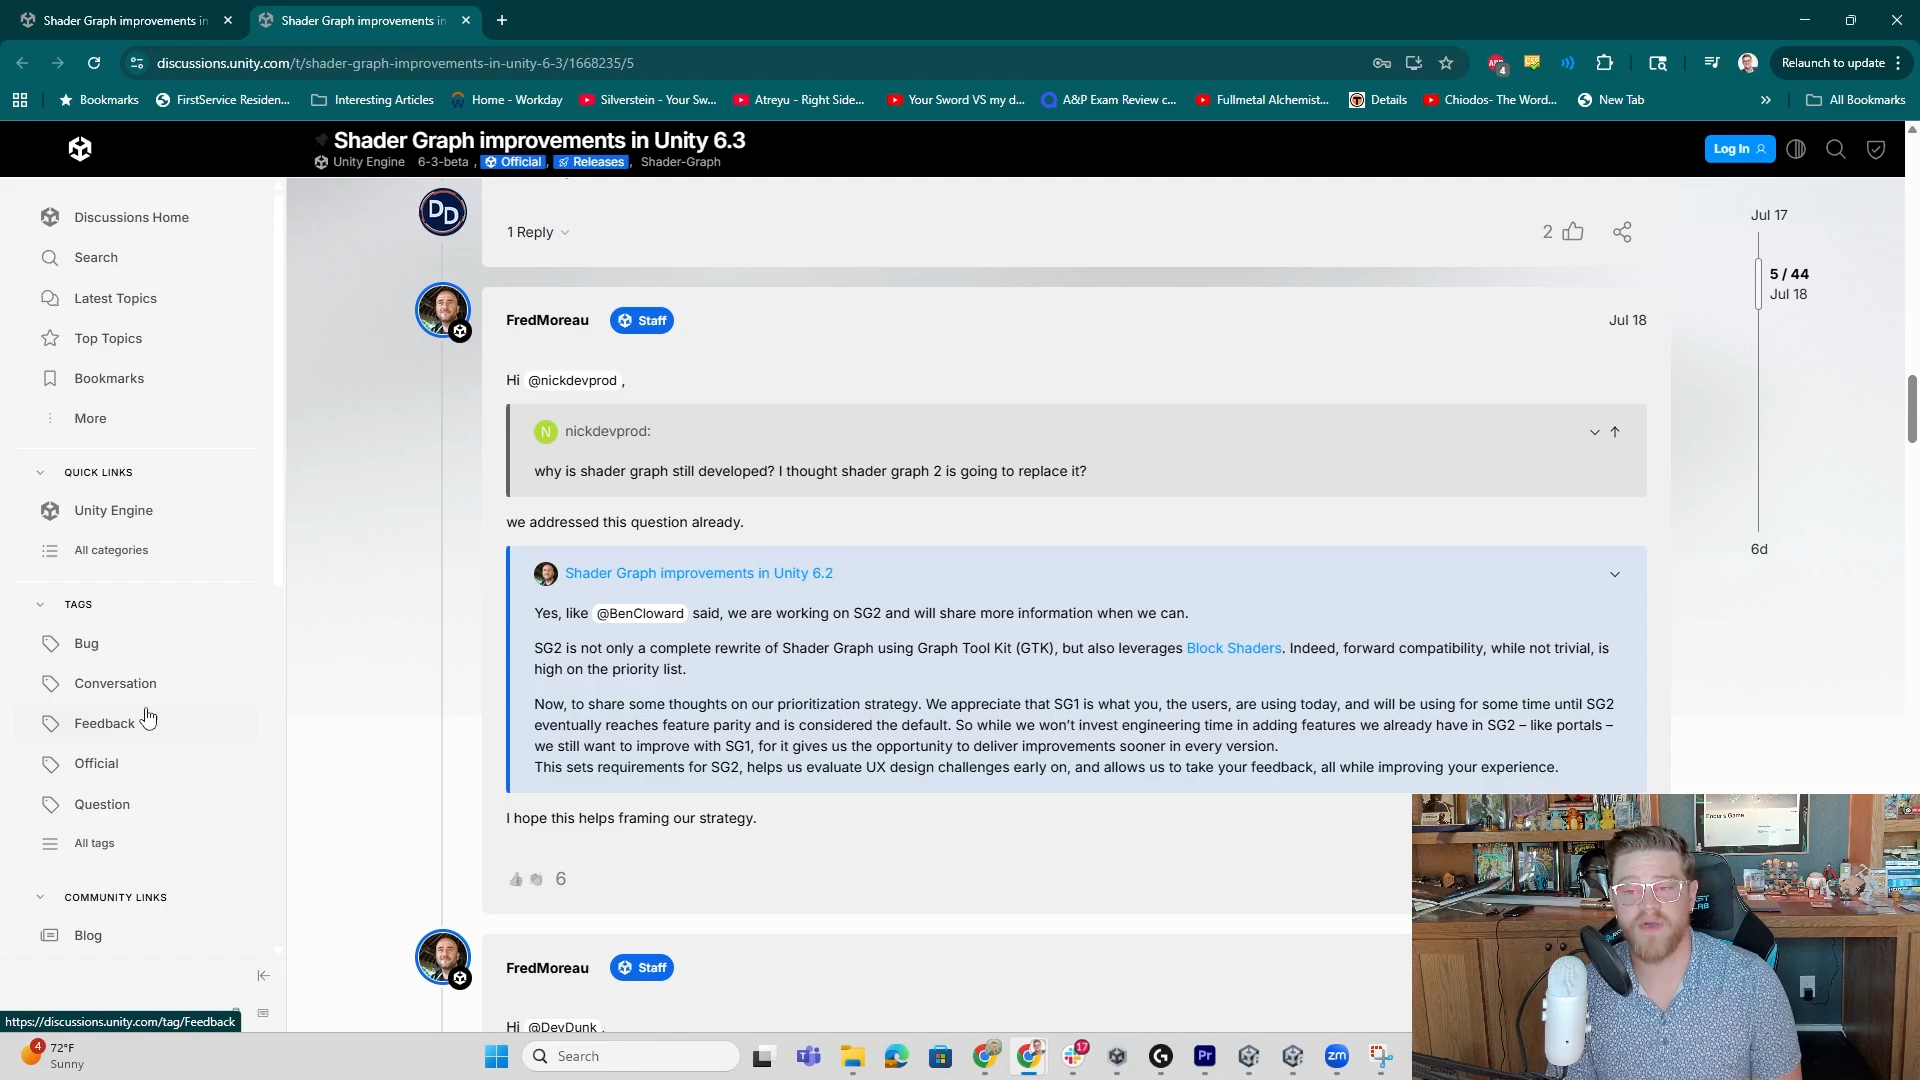 Shader Graph improvements in
Shader Graph improvements in
discussions.unity.com/t/shader-graph-improvements-in-unity-6-3/1668235/5
4
Relaunch to update
Bookmarks
FirstService Residen...
Interesting Articles
Home - Workday
Silverstein - Your Sw...
Atreyu - Right Side...
Your Sword VS my d...
A&P Exam Review c...
Fullmetal Alchemist...
Details
Chiodos- The Word...
New Tab
All Bookmarks
Shader Graph improvements in Unity 6.3
Unity Engine 6-3-beta , Official, Releases, Shader-Graph
Log In
Discussions Home
Search
Latest Topics
Top Topics
Bookmarks
More
QUICK LINKS
Unity Engine
All categories
TAGS
Bug
Conversation
Feedback
Official
Question
All tags
COMMUNITY LINKS
Blog
DD
1 Reply
2
Jul 17
5 / 44
Jul 18
6d
FredMoreau Staff
Jul 18
Hi @nickdevprod ,
N nickdevprod:
why is shader graph still developed? I thought shader graph 2 is going to replace it?
we addressed this question already.
Shader Graph improvements in Unity 6.2
Yes, like @BenCloward said, we are working on SG2 and will share more information when we can.
SG2 is not only a complete rewrite of Shader Graph using Graph Tool Kit (GTK), but also leverages Block Shaders. Indeed, forward compatibility, while not trivial, is
high on the priority list.
Now, to share some thoughts on our prioritization strategy. We appreciate that SG1 is what you, the users, are using today, and will be using for some time until SG2
eventually reaches feature parity and is considered the default. So while we won't invest engineering time in adding features we already have in SG2 – like portals –
we still want to improve with SG1, for it gives us the opportunity to deliver improvements sooner in every version.
This sets requirements for SG2, helps us evaluate UX design challenges early on, and allows us to take your feedback, all while improving your experience.
I hope this helps framing our strategy.
6
FredMoreau Staff
Hi @DevDunk .
Ender's Game
https://discussions.unity.com/tag/Feedback
4
72°F
Sunny
Search
17
Pr
zm